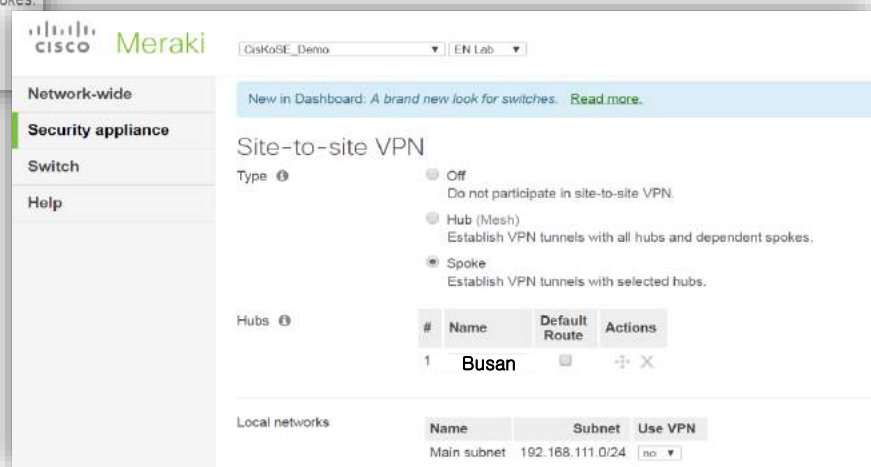 okes.
CISCO Meraki
CisKoSE_Demo EN Lab
Network-wide
New in Dashboard: A brand new look for switches. Read more.
Security appliance
Switch
Help
Site-to-site VPN
Type
Off
Do not participate in site-to-site VPN.
Hub (Mesh)
Establish VPN tunnels with all hubs and dependent spokes.
Spoke
Establish VPN tunnels with selected hubs.
Hubs
# Name Default Route Actions
1 Busan
Local networks
Name Subnet Use VPN
Main subnet 192.168.111.0/24 no